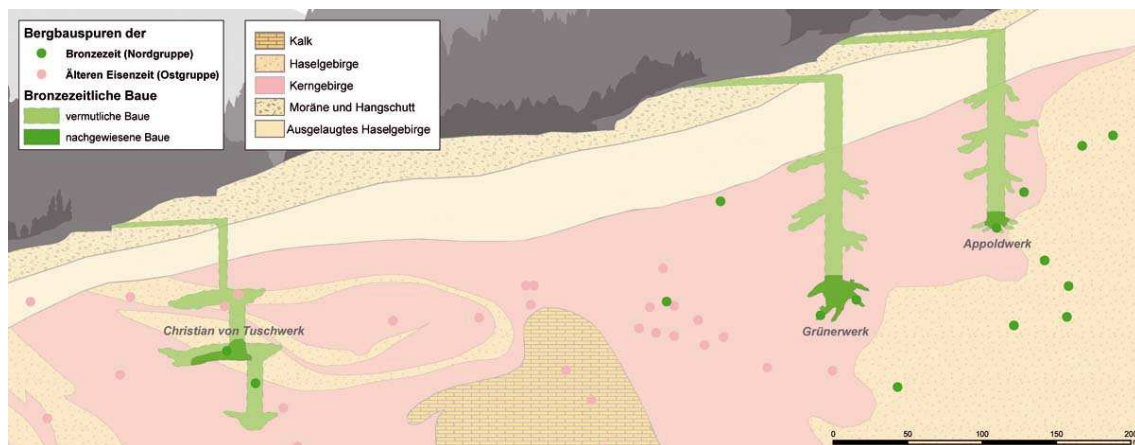 Bergbauspuren der
Bronzezeit (Nordgruppe)
Älteren Eisenzeit (Ostgruppe)
Bronzezeitliche Baue
vermutliche Baue
nachgewiesene Baue
Kalk
Haselgebirge
Kerngebirge
Moräne und Hangschutt
Ausgelaugtes Haselgebirge
Appoldwerk
Christian von Tuschwerk
Grünerwerk
0 50 100 150 200